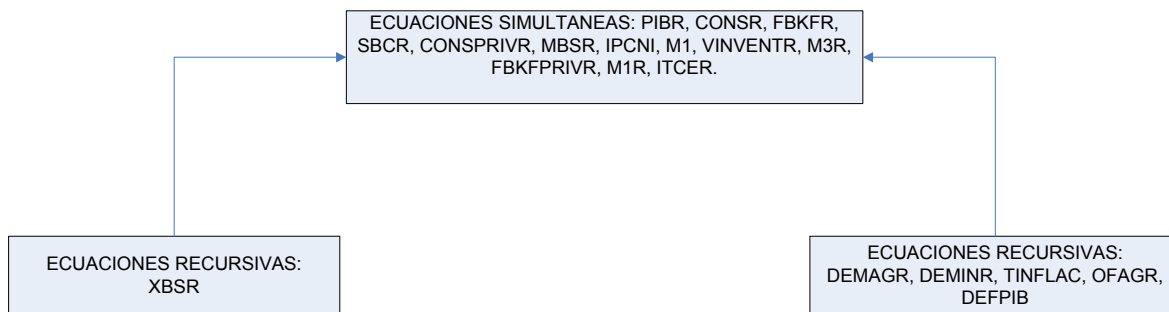 ECUACIONES SIMULTANEAS: PIBR, CONSR, FBKFR,
SBCR, CONSPRIVR, MBSR, IPCNI, M1, VINVENTR, M3R,
FBKFPRIVR, M1R, ITCER.
ECUACIONES RECURSIVAS:
XBSR
ECUACIONES RECURSIVAS:
DEMAGR, DEMINR, TINFLAC, OFAGR,
DEFPIB